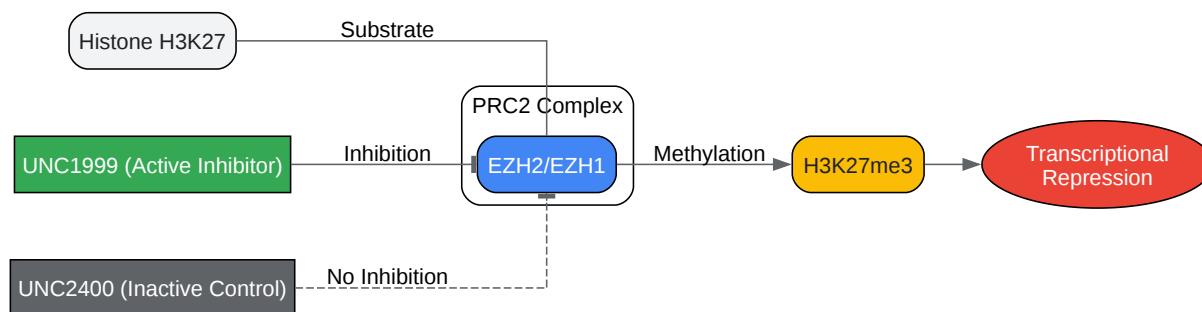 Histone H3K27
Substrate
PRC2 Complex
UNC1999 (Active Inhibitor)
Inhibition
EZH2/EZH1
Methylation
H3K27me3
Transcriptional
Repression
UNC2400 (Inactive Control)
No Inhibition